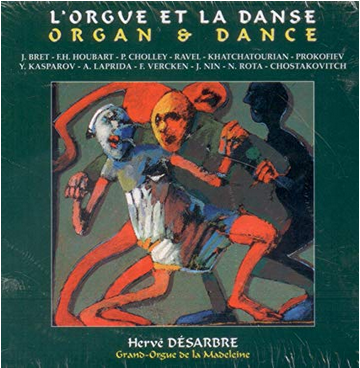 L'ORGUE ET LA DANSE
ORGAN & DANCE
J. BRET - F.H. HOUBART - P. CHOLLEY - RAVEL - KHATCHATOURIAN - PROKOFIEV
Y. KASPAROV - A. LAPRIDA - F. VERCKEN - J. NIN - N. ROTA - CHOSTAKOVITCH
Hervé DÉSARBRE
Grand-Orgue de la Madeleine